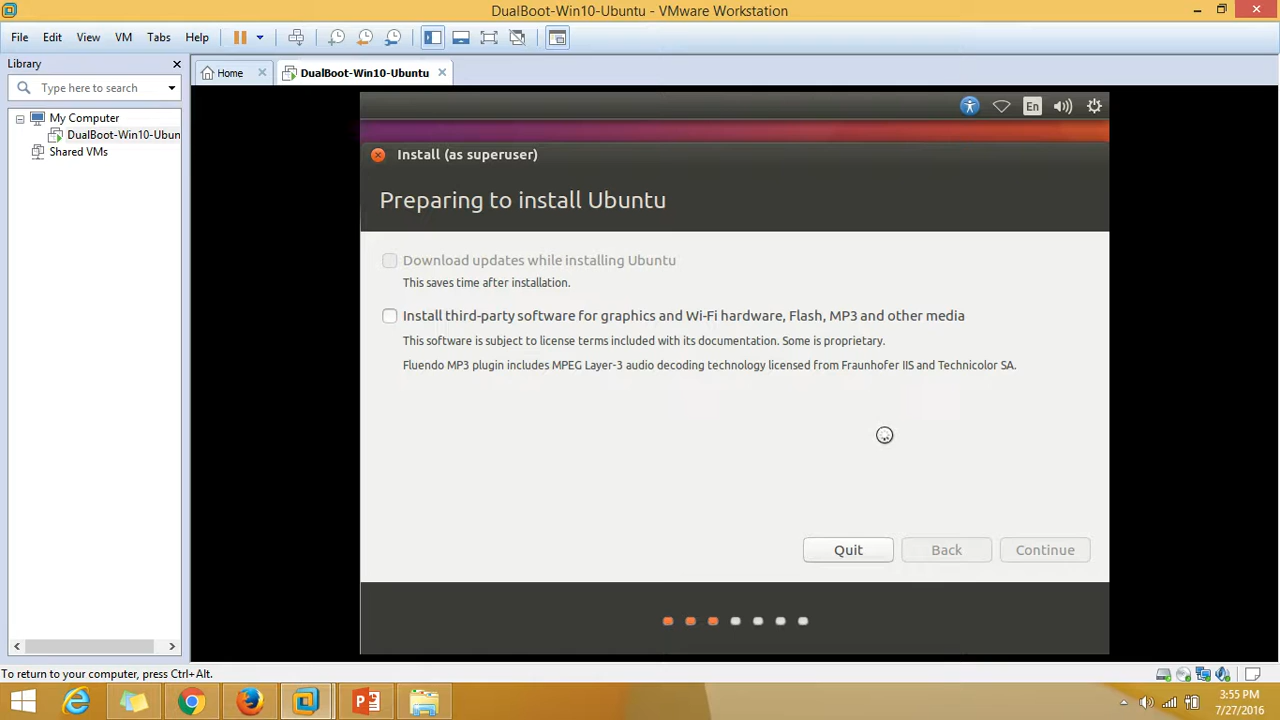 DualBoot-Win10-Ubuntu - VMware Workstation
File Edit View VM Tabs Help
Library
Home
DualBoot-Win10-Ubuntu
Type here to search
My Computer
DualBoot-Win10-Ubun
Shared VMs
En
Install (as superuser)
Preparing to install Ubuntu
Download updates while installing Ubuntu
This saves time after installation.
Install third-party software for graphics and Wi-Fi hardware, Flash, MP3 and other media
This software is subject to license terms included with its documentation. Some is proprietary.
Fluendo MP3 plugin includes MPEG Layer-3 audio decoding technology licensed from Fraunhofer IIS and Technicolor SA.
Quit Back Continue
To return to your computer, press Ctrl+Alt.
3:55 PM
7/27/2016